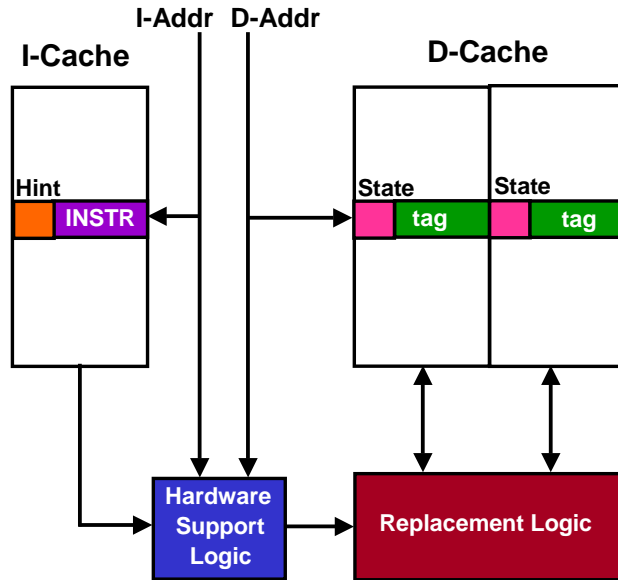 I-Addr D-Addr
I-Cache
D-Cache
Hint
State
State
INSTR
tag
tag
Hardware
Support
Logic
Replacement Logic